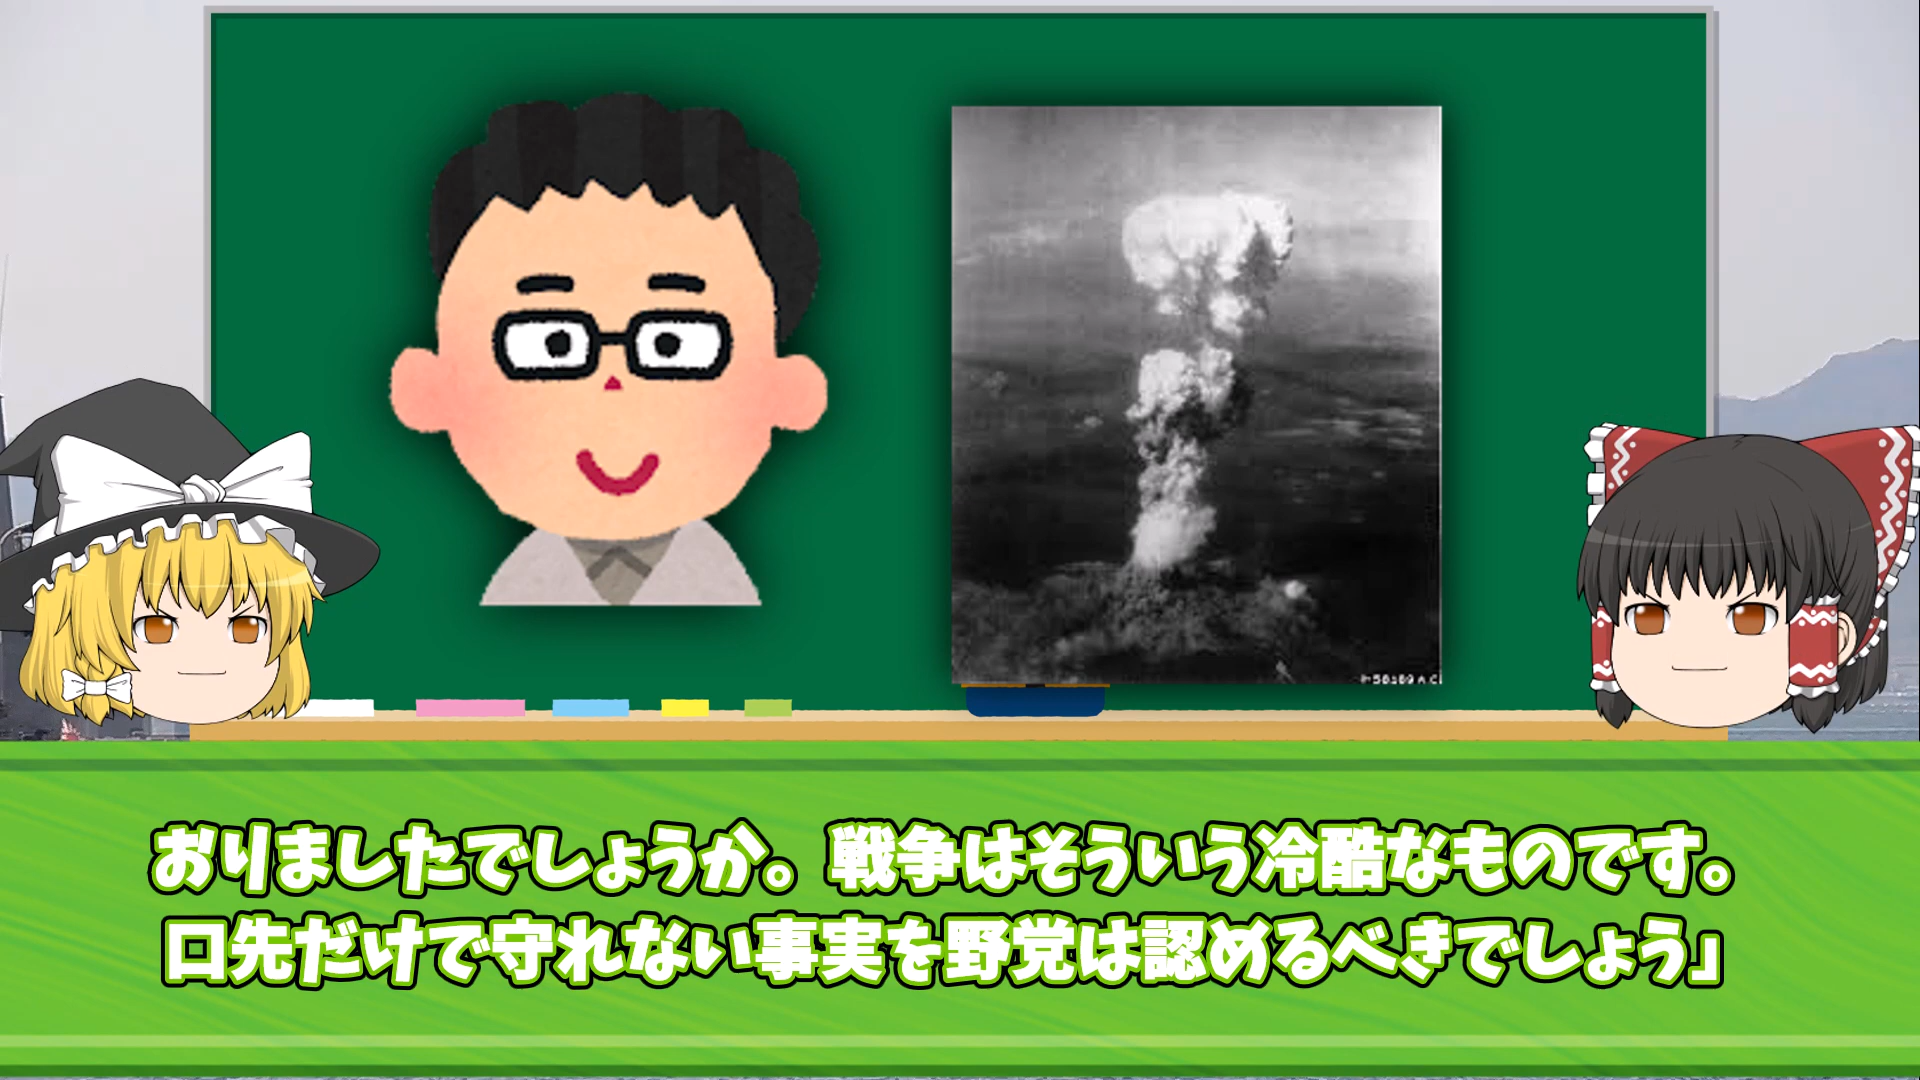 おりましたでしょうか。戦争はそういう冷酷なものです。
口先だけで守れない事実を野党は認めるべきでしょう」